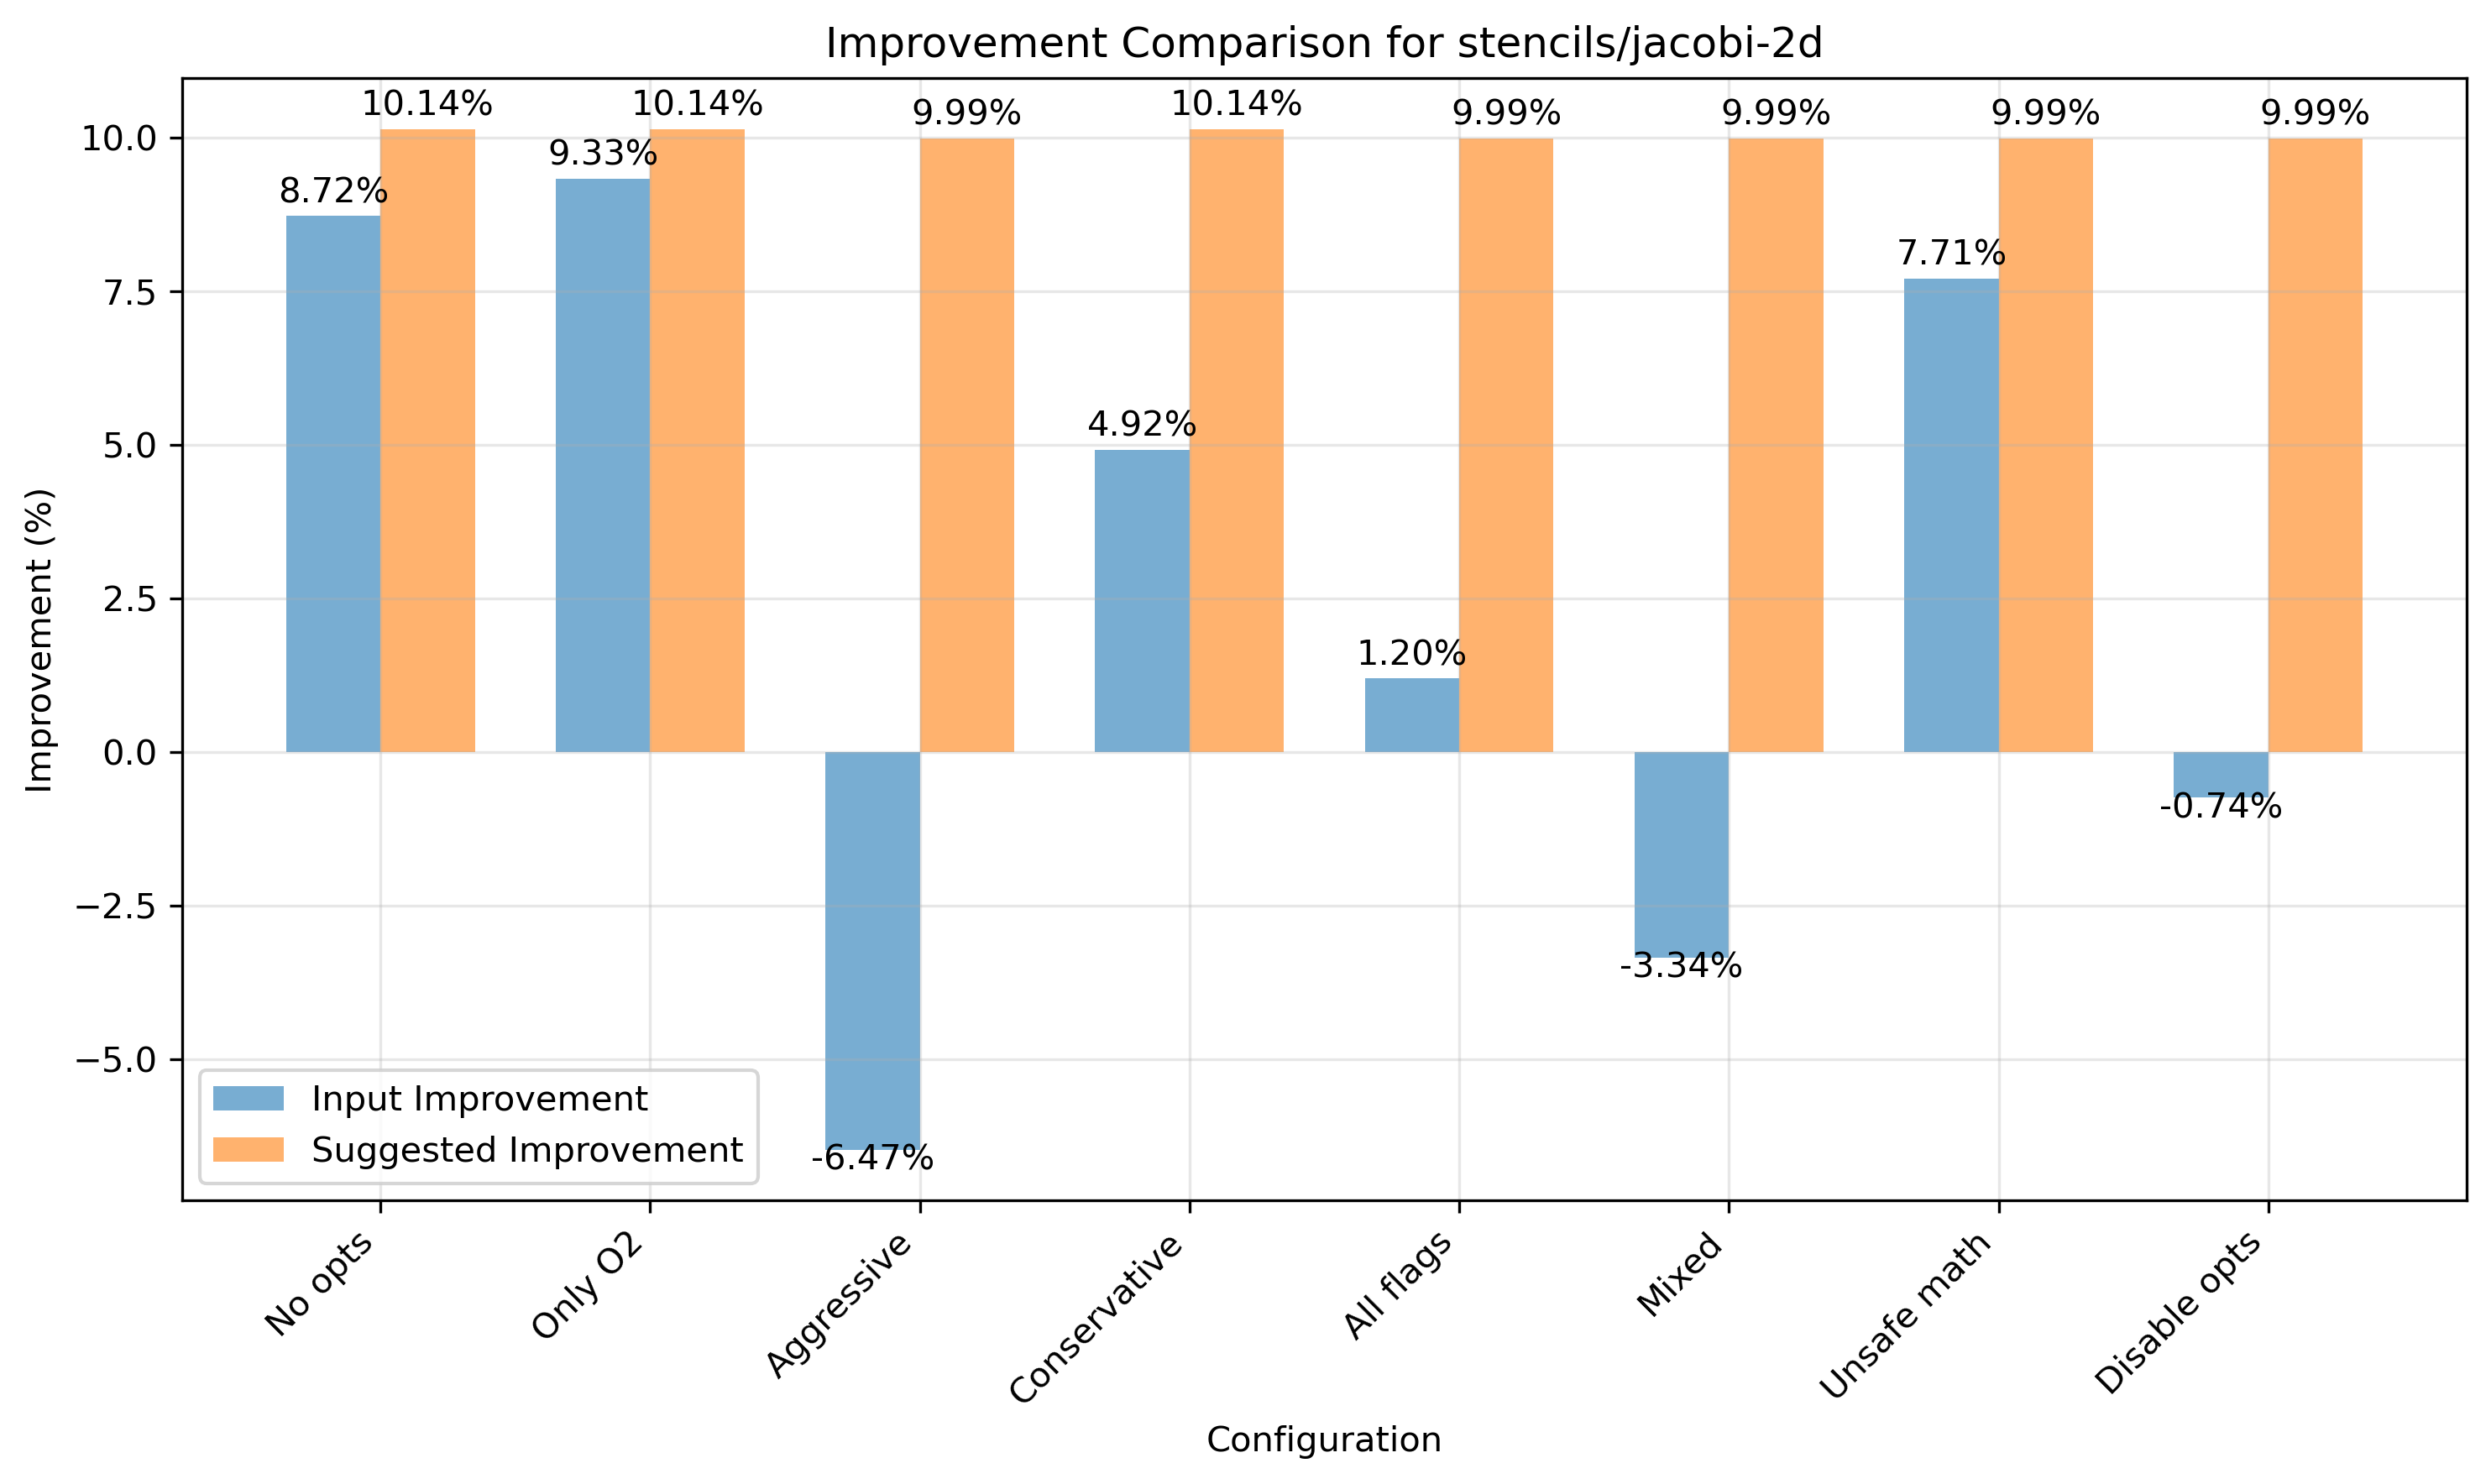 Improvement Comparison for stencils/jacobi-2d
Improvement (%)
10.0
7.5
5.0
2.5
0.0
−2.5
−5.0
8.72%
10.14%
9.33%
10.14%
-6.47%
9.99%
4.92%
10.14%
1.20%
9.99%
-3.34%
9.99%
7.71%
9.99%
-0.74%
9.99%
Input Improvement
Suggested Improvement
No opts
Only O2
Aggressive
Conservative
All flags
Mixed
Unsafe math
Disable opts
Configuration